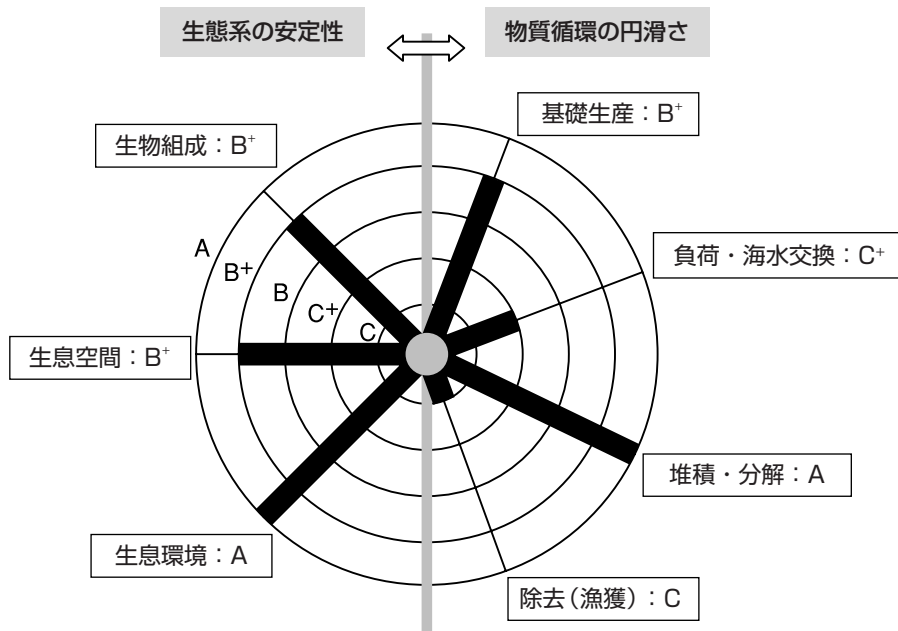 生態系の安定性
物質循環の円滑さ
基礎生産：B⁺
生物組成：B⁺
負荷・海水交換：C⁺
A
B⁺
B
C⁺
C
生息空間：B⁺
堆積・分解：A
生息環境：A
除去（漁獲）：C